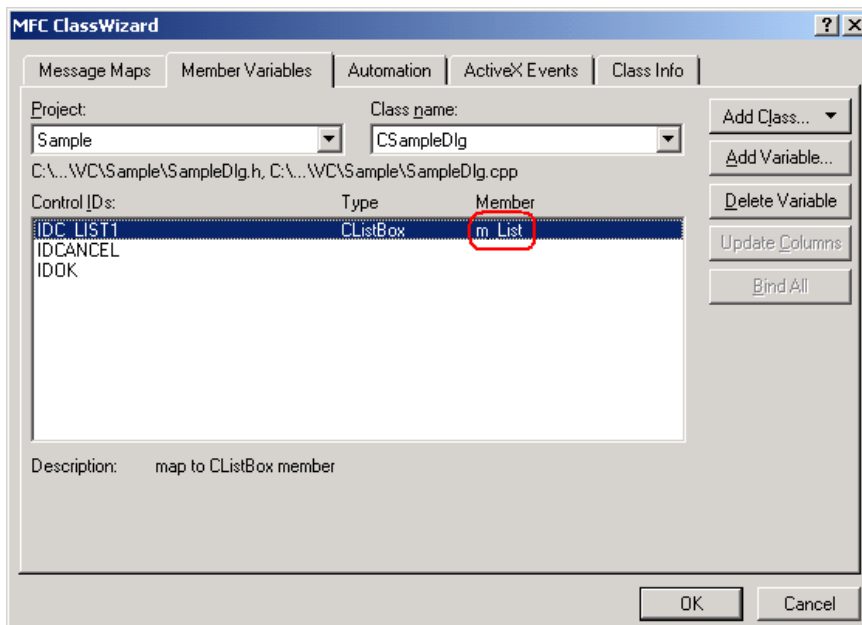 MFC ClassWizard
Message Maps Member Variables Automation ActiveX Events Class Info
Project: Class name:
Sample CSampleDlg
Add Class...
C:\...\VC\Sample\SampleDlg.h, C:\...\VC\Sample\SampleDlg.cpp
Add Variable...
Control IDs: Type Member
Delete Variable
IDC_LIST1 CListBox m_List
IDCANCEL
Update Columns
IDOK
Bind All
Description: map to CListBox member
OK Cancel